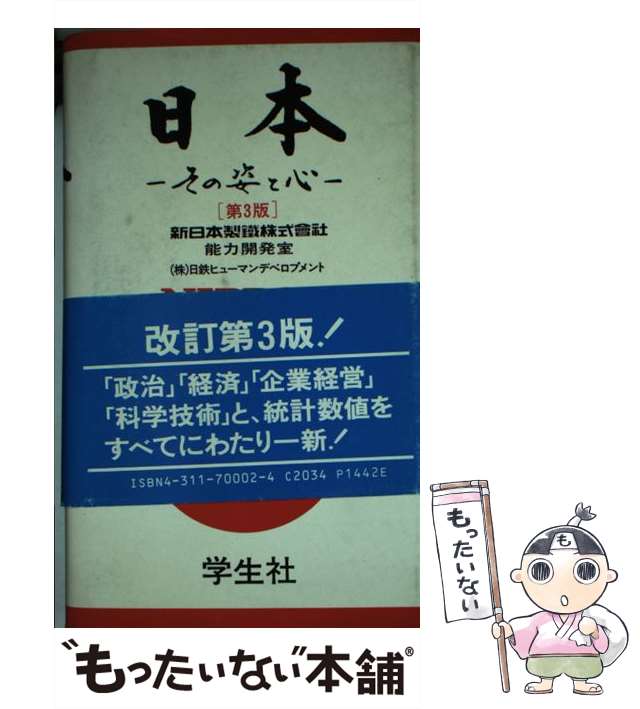 日本
－その姿と心－
[第3版]
新日本製鐵株式會社
能力開発室
(株)日鉄ヒューマンデベロプメント
改訂第3版！
「政治」「経済」「企業経営」
「科学技術」と、統計数値を
すべてにわたり一新！
ISBN4-311-70002-4 C2034 P1442E
学生社
"もったいない"本舗®
もったいない
も